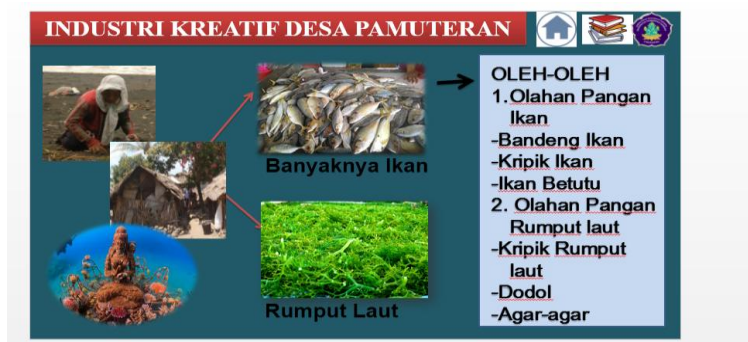 INDUSTRI KREATIF DESA PAMUTERAN
Banyaknya Ikan
Rumput Laut
OLEH-OLEH
1.Olahan Pangan
Ikan
-Bandeng Ikan
-Kripik Ikan
-Ikan Betutu
2. Olahan Pangan
Rumput laut
-Kripik Rumput
laut
-Dodol
-Agar-agar